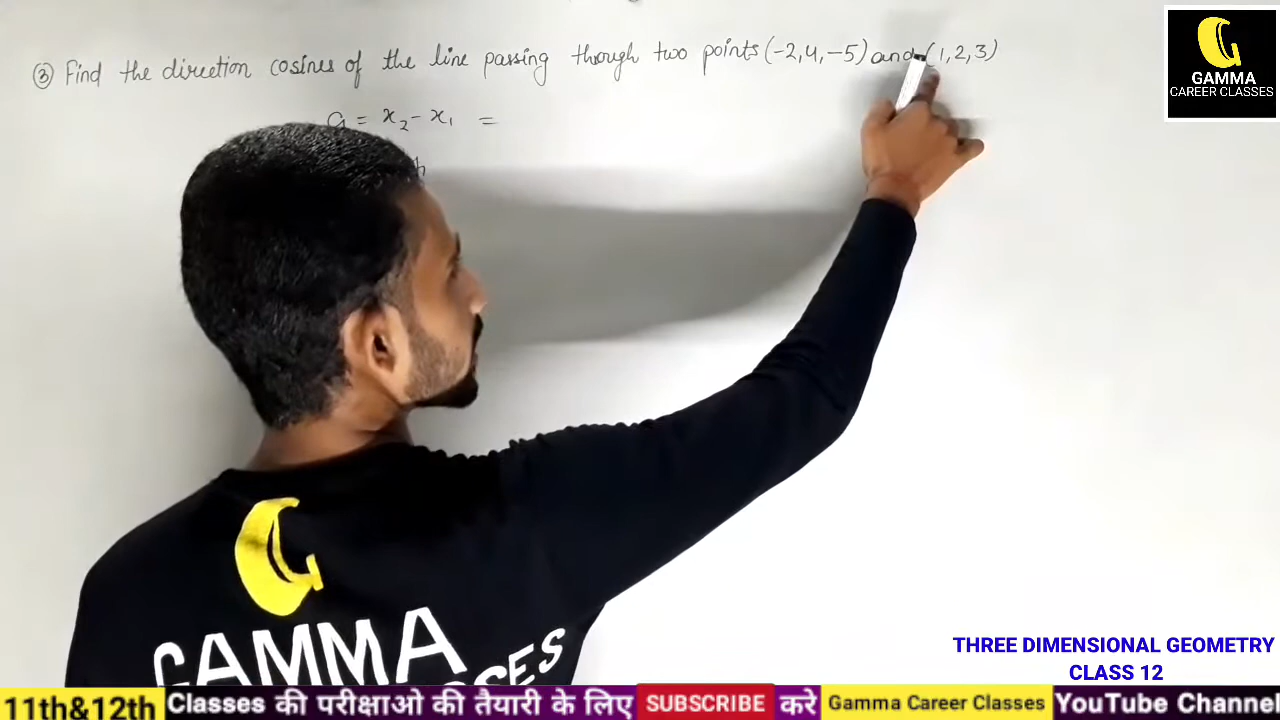 ③ Find the direction cosines of the line passing through two points (-2,4,-5) and (1,2,3)
a = x₂ - x₁ =
GAMMA
CAREER CLASSES
GAMMA
THREE DIMENSIONAL GEOMETRY
CLASS 12
11th&12th Classes की परीक्षाओ की तैयारी के लिए SUBSCRIBE करे Gamma Career Classes YouTube Channel